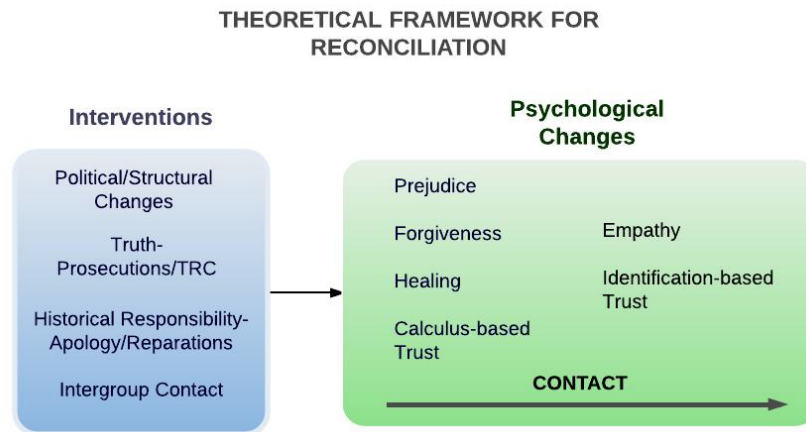 THEORETICAL FRAMEWORK FOR
RECONCILIATION
Interventions
Political/Structural
Changes
Truth-
Prosecutions/TRC
Historical Responsibility-
Apology/Reparations
Intergroup Contact
Psychological
Changes
Prejudice
Forgiveness
Healing
Calculus-based
Trust
Empathy
Identification-based
Trust
CONTACT